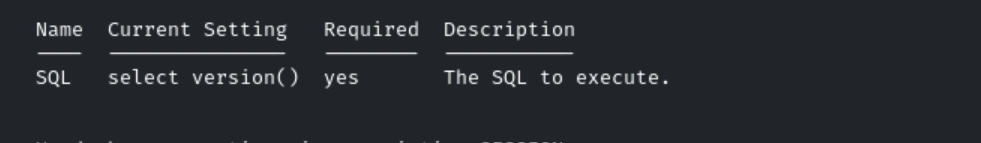 Name Current Setting Required Description
SQL select version() yes The SQL to execute.